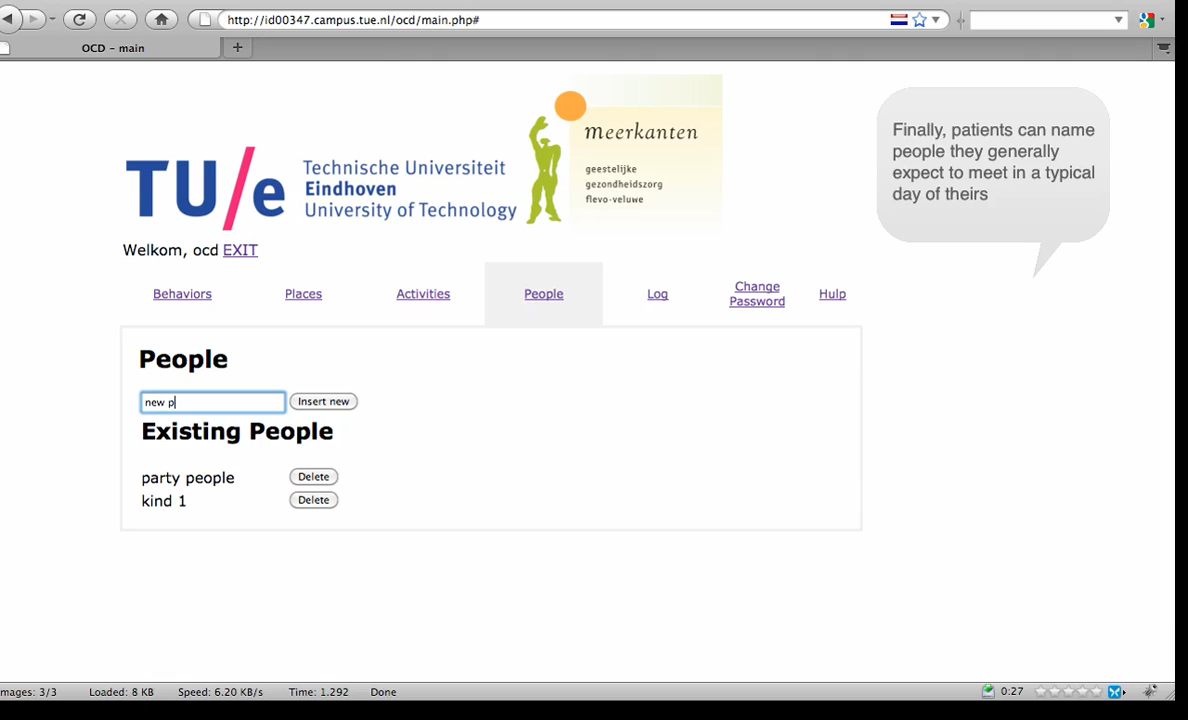 http://id00347.campus.tue.nl/ocd/main.php#
OCD – main
TU/e Technische Universiteit
Eindhoven
University of Technology
meerkanten
geestelijke
gezondheidszorg
flevo-veluwe
Finally, patients can name
people they generally
expect to meet in a typical
day of theirs
Welkom, ocd EXIT
Behaviors Places Activities People Log Change Password Hulp
People
new p Insert new
Existing People
party people Delete
kind 1 Delete
mages: 3/3 Loaded: 8 KB Speed: 6.20 KB/s Time: 1.292 Done 0:27